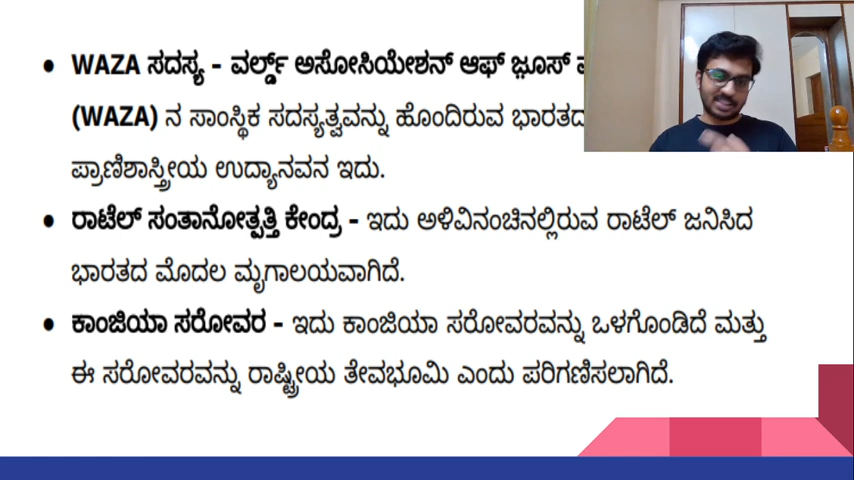 • WAZA ಸದಸ್ಯ - ವರ್ಲ್ಡ್ ಅಸೋಸಿಯೇಶನ್ ಆಫ್ ಜೂಸ್
(WAZA) ನ ಸಾಂಸ್ಥಿಕ ಸದಸ್ಯತ್ವವನ್ನು ಹೊಂದಿರುವ ಭಾರತದ
ಪ್ರಾಣಿಶಾಸ್ತ್ರೀಯ ಉದ್ಯಾನವನ ಇದು.
• ರಾಟೆಲ್ ಸಂತಾನೋತ್ಪತ್ತಿ ಕೇಂದ್ರ - ಇದು ಅಳಿವಿನಂಚಿನಲ್ಲಿರುವ ರಾಟೆಲ್ ಜನಿಸಿದ
ಭಾರತದ ಮೊದಲ ಮೃಗಾಲಯವಾಗಿದೆ.
• ಕಾಂಜಿಯಾ ಸರೋವರ - ಇದು ಕಾಂಜಿಯಾ ಸರೋವರವನ್ನು ಒಳಗೊಂಡಿದೆ ಮತ್ತು
ಈ ಸರೋವರವನ್ನು ರಾಷ್ಟ್ರೀಯ ತೇವಭೂಮಿ ಎಂದು ಪರಿಗಣಿಸಲಾಗಿದೆ.